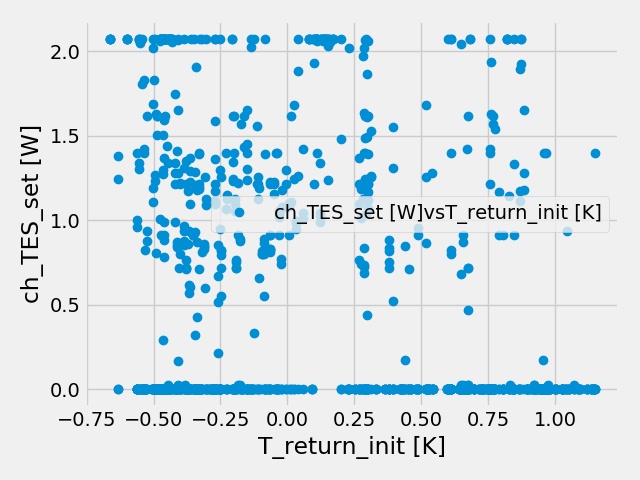 2.0
1.5
1.0
0.5
0.0
ch_TES_set [W]
ch_TES_set [W]vsT_return_init [K]
−0.75 −0.50 −0.25 0.00 0.25 0.50 0.75 1.00
T_return_init [K]